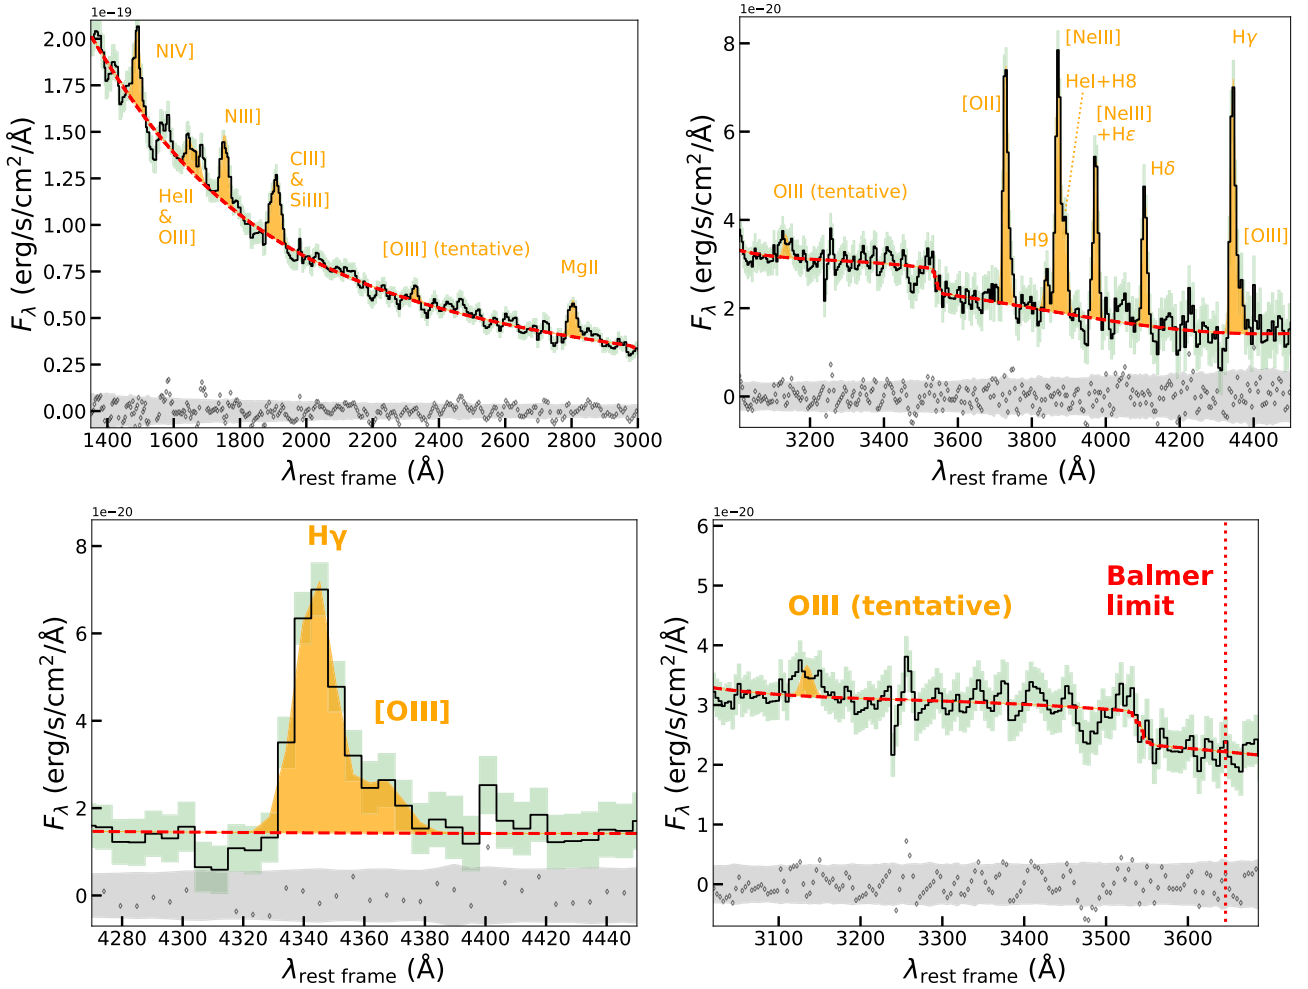 1e−19
NIV]
NIII]
CIII]
&
SiIII]
HeII
&
OIII]
[OIII] (tentative)
MgII
2.00
1.75
1.50
1.25
1.00
0.75
0.50
0.25
0.00
F_λ (erg/s/cm²/Å)
1400 1600 1800 2000 2200 2400 2600 2800 3000
λ_rest frame (Å)
1e−20
[NeIII]
Hγ
HeI+H8
[OII]
[NeIII]
+Hε
Hδ
OIII (tentative)
H9
[OIII]
8
6
4
2
0
F_λ (erg/s/cm²/Å)
3200 3400 3600 3800 4000 4200 4400
λ_rest frame (Å)
1e−20
Hγ
[OIII]
8
6
4
2
0
F_λ (erg/s/cm²/Å)
4280 4300 4320 4340 4360 4380 4400 4420 4440
λ_rest frame (Å)
1e−20
Balmer
limit
OIII (tentative)
6
5
4
3
2
0
F_λ (erg/s/cm²/Å)
3100 3200 3300 3400 3500 3600
λ_rest frame (Å)